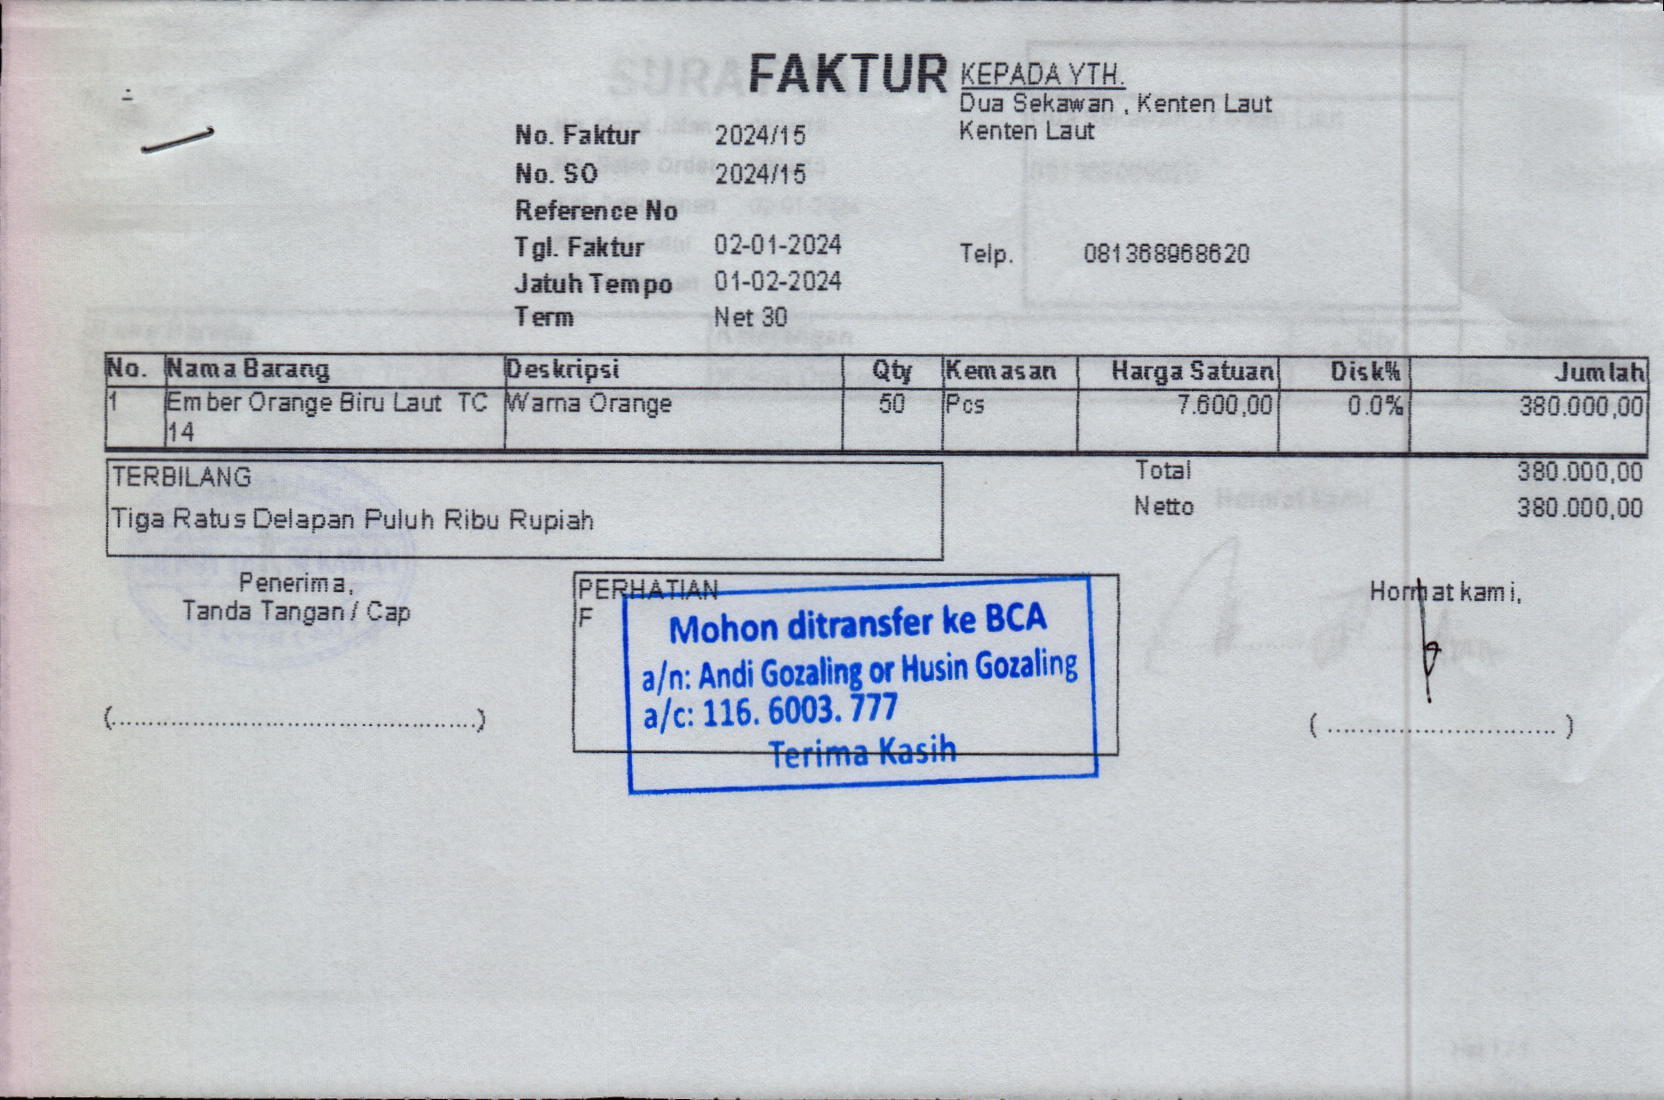 FAKTUR
KEPADA YTH.
Dua Sekawan , Kenten Laut
Kenten Laut
No. Faktur 2024/15
No. SO 2024/15
Reference No
Tgl. Faktur 02-01-2024
Telp. 081368968620
Jatuh Tempo 01-02-2024
Term Net 30
No. Nama Barang Deskripsi Qty Kemasan Harga Satuan Disk% Jumlah
1 Ember Orange Biru Laut TC Warna Orange 50 Pcs 7.600,00 0.0% 380.000,00
14
TERBILANG
Tiga Ratus Delapan Puluh Ribu Rupiah
Total 380.000,00
Netto 380.000,00
Penerima,
Tanda Tangan / Cap
PERHATIAN
F
Mohon ditransfer ke BCA
a/n: Andi Gozaling or Husin Gozaling
a/c: 116. 6003. 777
Terima Kasih
Hormat kami,
(................................................)
( .............................. )